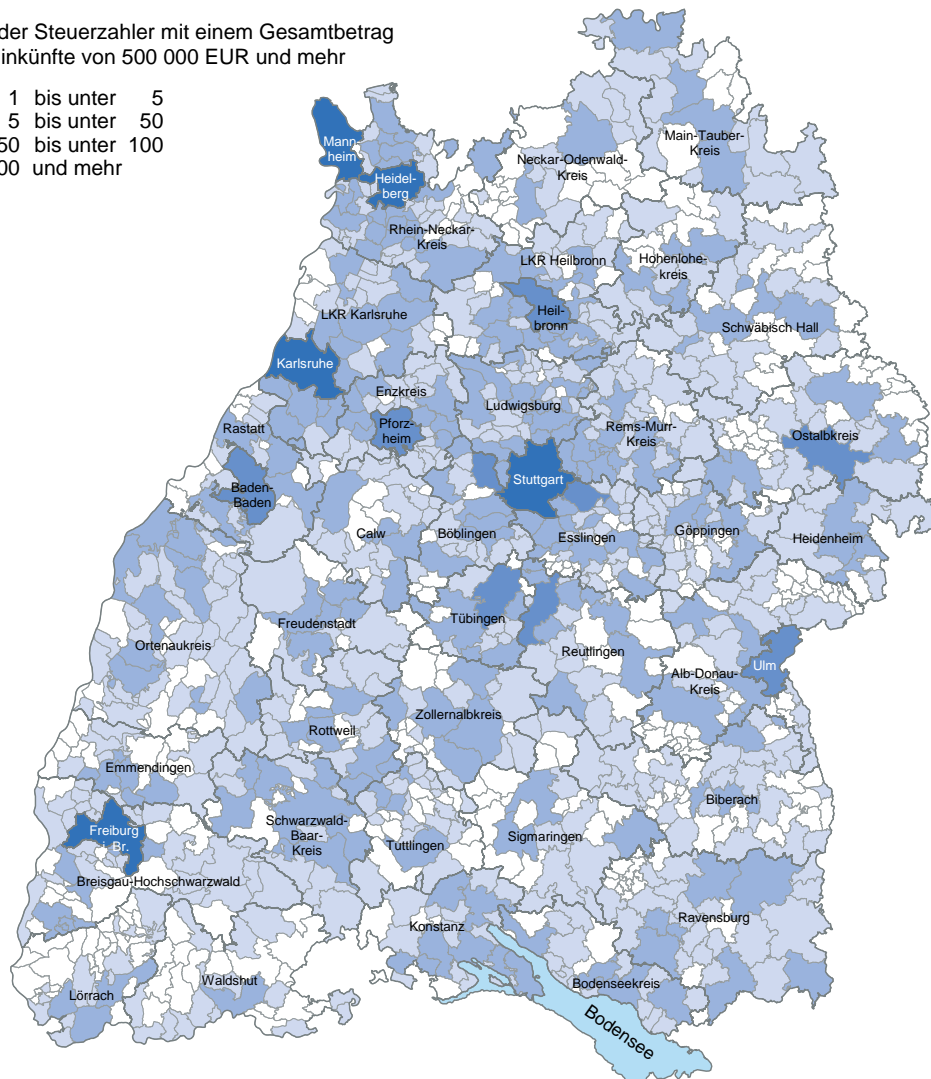 der Steuerzahler mit einem Gesamtbetrag
inkünfte von 500 000 EUR und mehr
1 bis unter 5
5 bis unter 50
50 bis unter 100
00 und mehr
Mann-
heim
Heidel-
berg
Rhein-Neckar-
Kreis
Neckar-Odenwald-
Kreis
Main-Tauber-
Kreis
LKR Heilbronn
Hohenlohe-
kreis
Heil-
bronn
LKR Karlsruhe
Schwäbisch Hall
Karlsruhe
Enzkreis
Ludwigsburg
Pforz-
heim
Rems-Murr-
Kreis
Ostalbkreis
Rastatt
Baden-
Baden
Stuttgart
Calw
Böblingen
Esslingen
Göppingen
Heidenheim
Freudenstadt
Tübingen
Ortenaukreis
Reutlingen
Alb-Donau-
Kreis
Ulm
Zollernalbkreis
Rottweil
Emmendingen
Biberach
Freiburg
i. Br.
Schwarzwald-
Baar-
Kreis
Tuttlingen
Sigmaringen
Breisgau-Hochschwarzwald
Konstanz
Ravensburg
Lörrach
Waldshut
Bodenseekreis
Bodensee